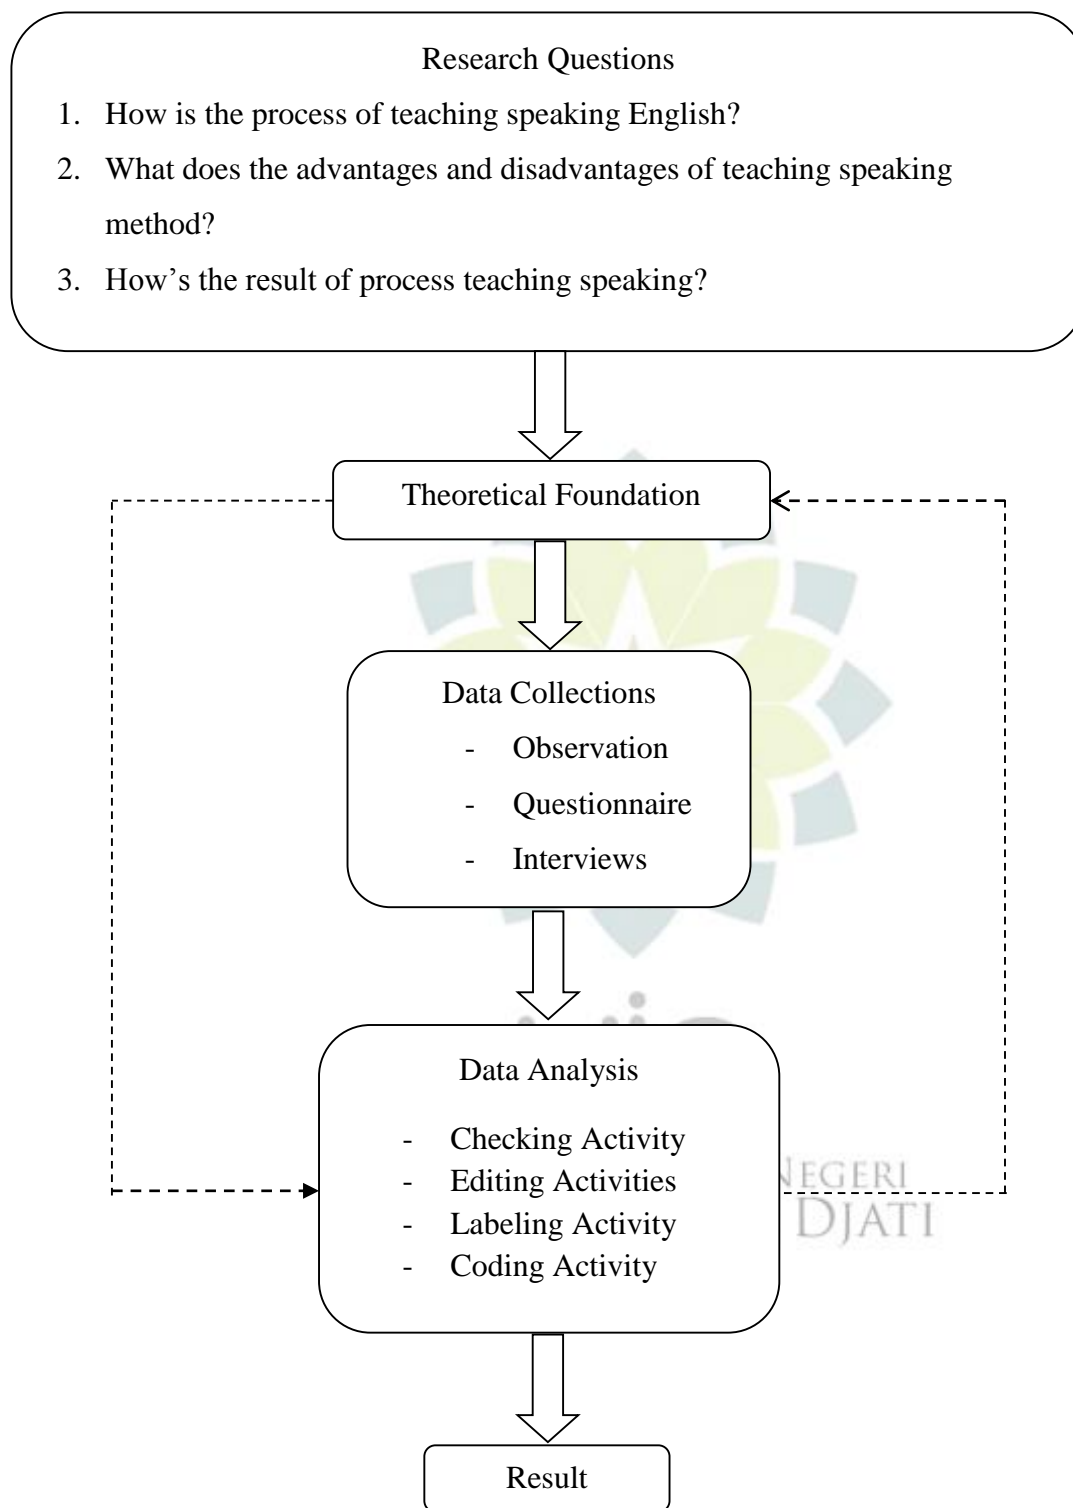 Research Questions
1. How is the process of teaching speaking English?
2. What does the advantages and disadvantages of teaching speaking
method?
3. How’s the result of process teaching speaking?
Theoretical Foundation
Data Collections
- Observation
- Questionnaire
- Interviews
Data Analysis
- Checking Activity
- Editing Activities
- Labeling Activity
- Coding Activity
NEGERI
DJATI
Result